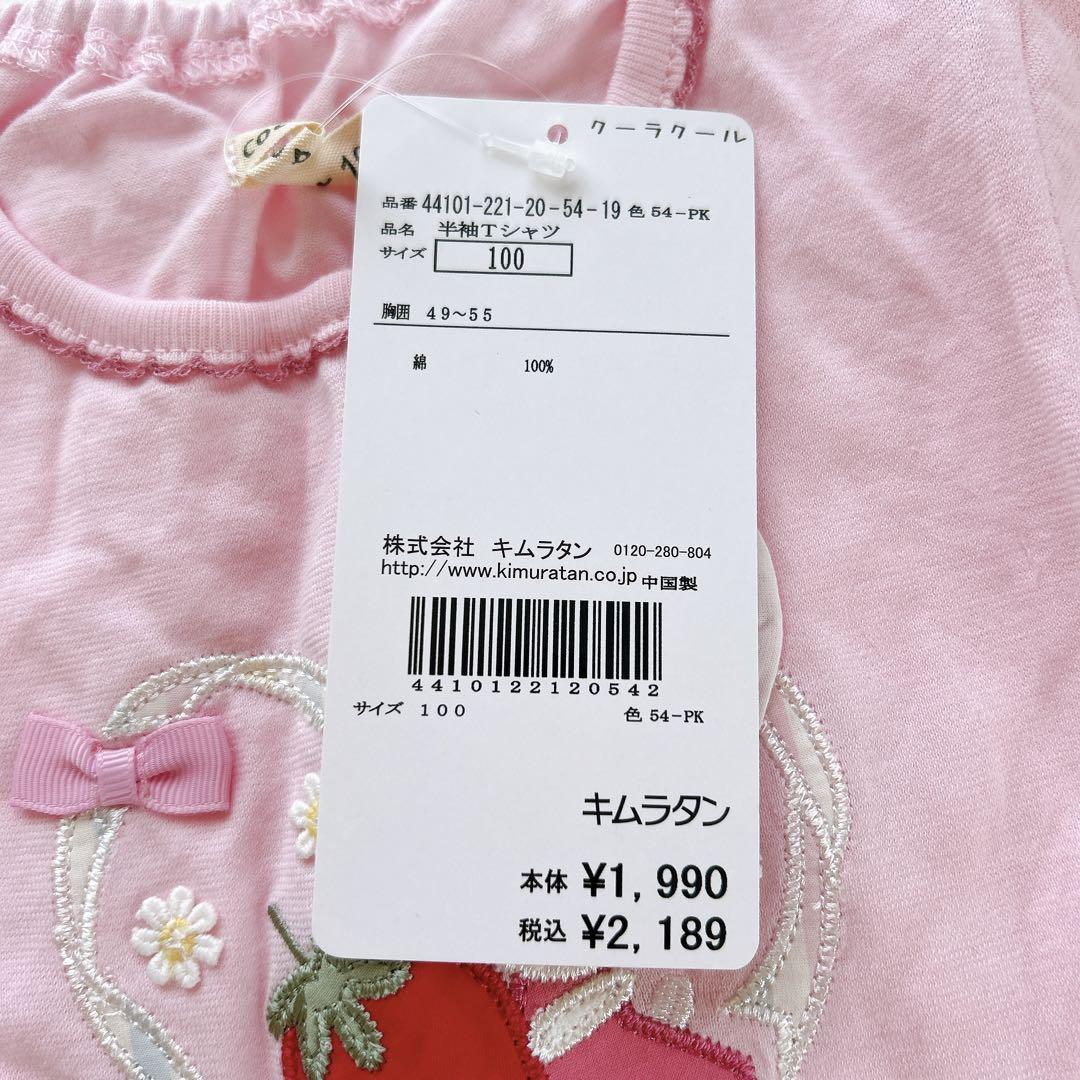 クーラクール
品番 44101-221-20-54-19 色 54-PK
品名 半袖Tシャツ
サイズ 100
胸囲 49～55
綿 100%
株式会社 キムラタン 0120-280-804
http://www.kimuratan.co.jp 中国製
4410122120542
サイズ 100 色 54-PK
キムラタン
本体 ¥1,990
税込 ¥2,189